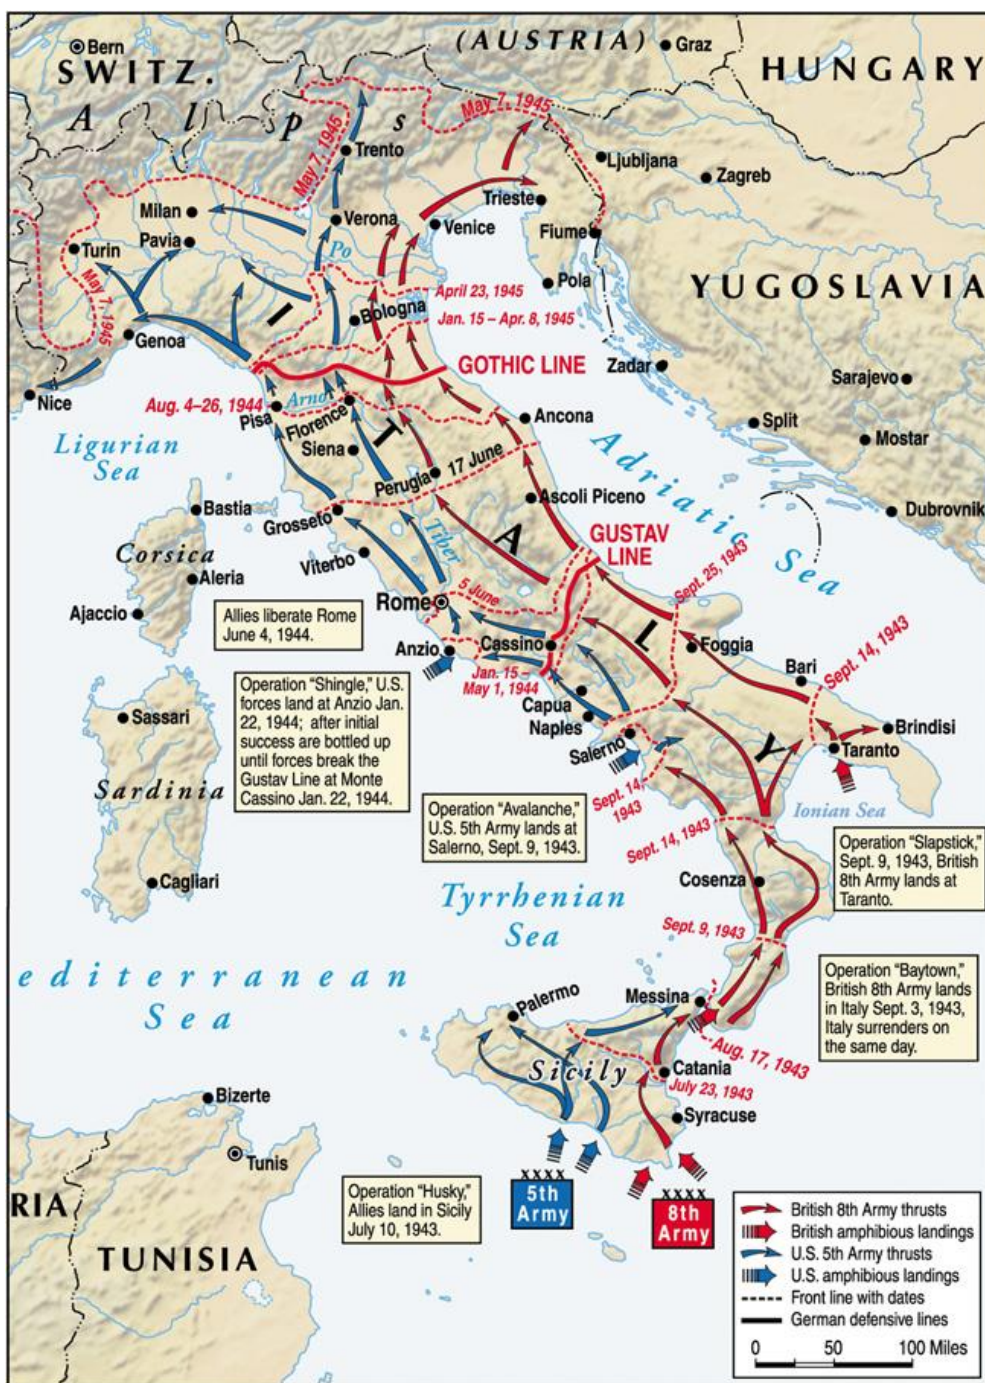 Bern
SWITZ.
(AUSTRIA)
Graz
HUNGARY
Alps
May 7, 1945
May 7, 1945
Trento
Ljubljana
Zagreb
Milan
Verona
Trieste
Pavia
Venice
Fiume
Turin
Po
May 7, 1945
Pola
YUGOSLAVIA
April 23, 1945
Bologna
Jan. 15 – Apr. 8, 1945
Genoa
GOTHIC LINE
Zadar
Sarajevo
Nice
Aug. 4–26, 1944
Pisa
Arno
Florence
Ancona
Split
Ligurian
Sea
Siena
Mostar
Perugia
17 June
Adriatic Sea
Ascoli Piceno
Bastia
Grosseto
Dubrovnik
Corsica
Viterbo
Tiber
GUSTAV
LINE
ITALY
Aleria
Sept. 25, 1943
Ajaccio
Rome
5 June
Allies liberate Rome
June 4, 1944.
Anzio
Cassino
Foggia
Sept. 14, 1943
Jan. 15 –
May 1, 1944
Bari
Operation “Shingle,” U.S.
forces land at Anzio Jan.
22, 1944; after initial
success are bottled up
until forces break the
Gustav Line at Monte
Cassino Jan. 22, 1944.
Capua
Naples
Salerno
Brindisi
Taranto
Sassari
Sardinia
Cagliari
Sept. 14,
1943
Ionian Sea
Operation “Avalanche,”
U.S. 5th Army lands at
Salerno, Sept. 9, 1943.
Sept. 14, 1943
Operation “Slapstick,”
Sept. 9, 1943, British
8th Army lands at
Taranto.
Cosenza
Tyrrhenian
Sea
Sept. 9, 1943
editerranean
Sea
Operation “Baytown,”
British 8th Army lands
in Italy Sept. 3, 1943,
Italy surrenders on
the same day.
Messina
Palermo
Aug. 17, 1943
Sicily
Catania
July 23, 1943
Syracuse
Bizerte
Tunis
RIA
TUNISIA
Operation “Husky,”
Allies land in Sicily
July 10, 1943.
XXXX
5th
Army
XXXX
8th
Army
British 8th Army thrusts
British amphibious landings
U.S. 5th Army thrusts
U.S. amphibious landings
Front line with dates
German defensive lines
0 50 100 Miles